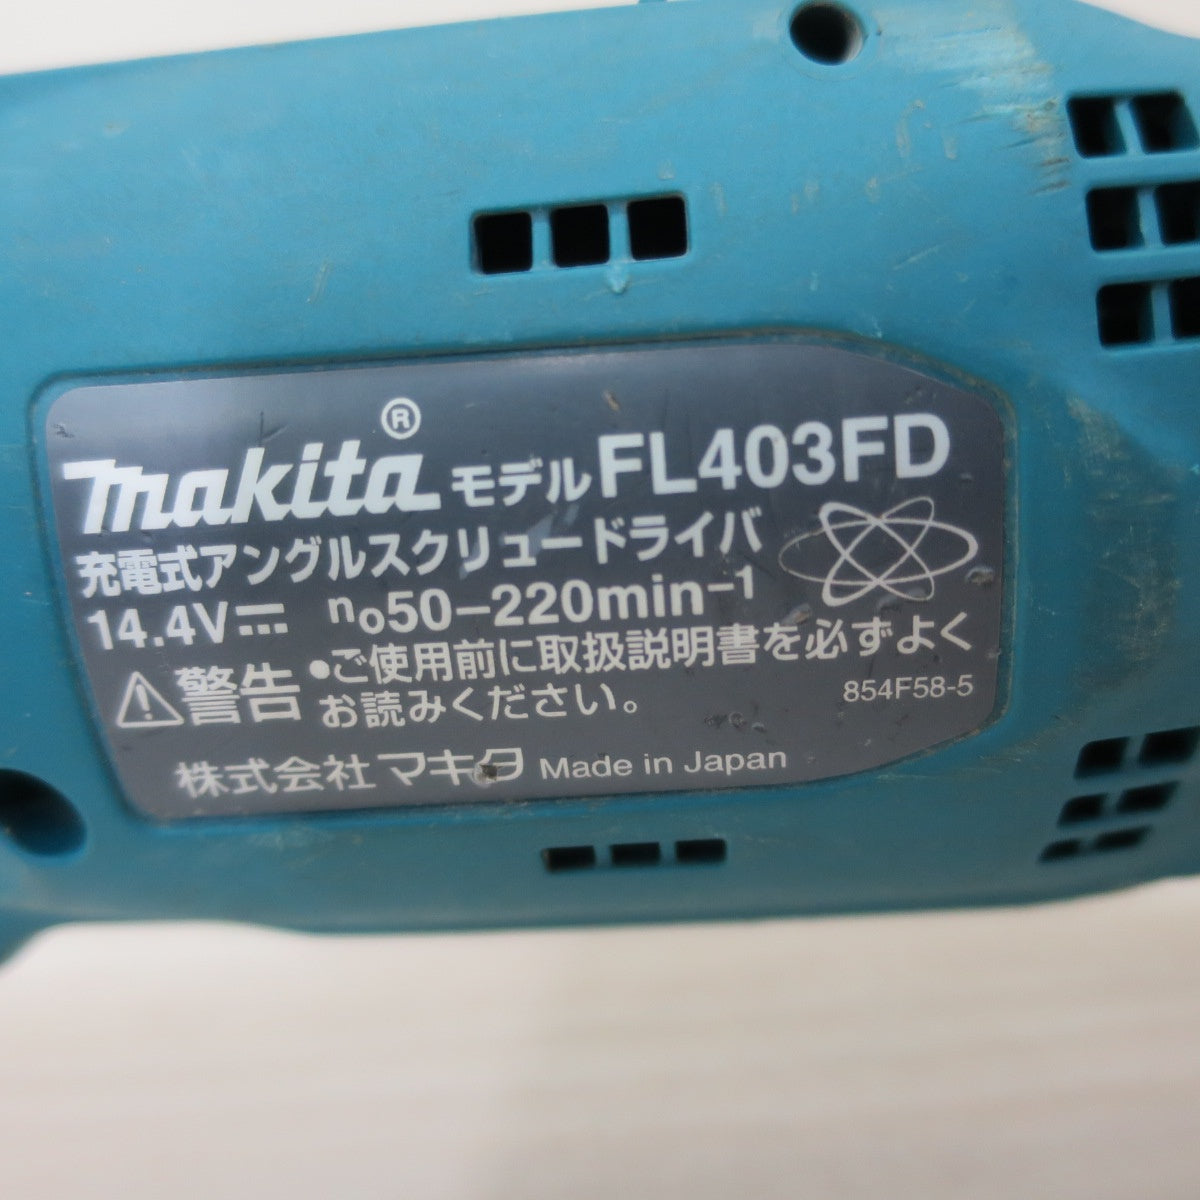 makita® モデル FL403FD
充電式アングルスクリュードライバ
14.4V⎓ no50-220min-1
⚠警告 •ご使用前に取扱説明書を必ずよく
お読みください。
854F58-5
株式会社マキタ Made in Japan